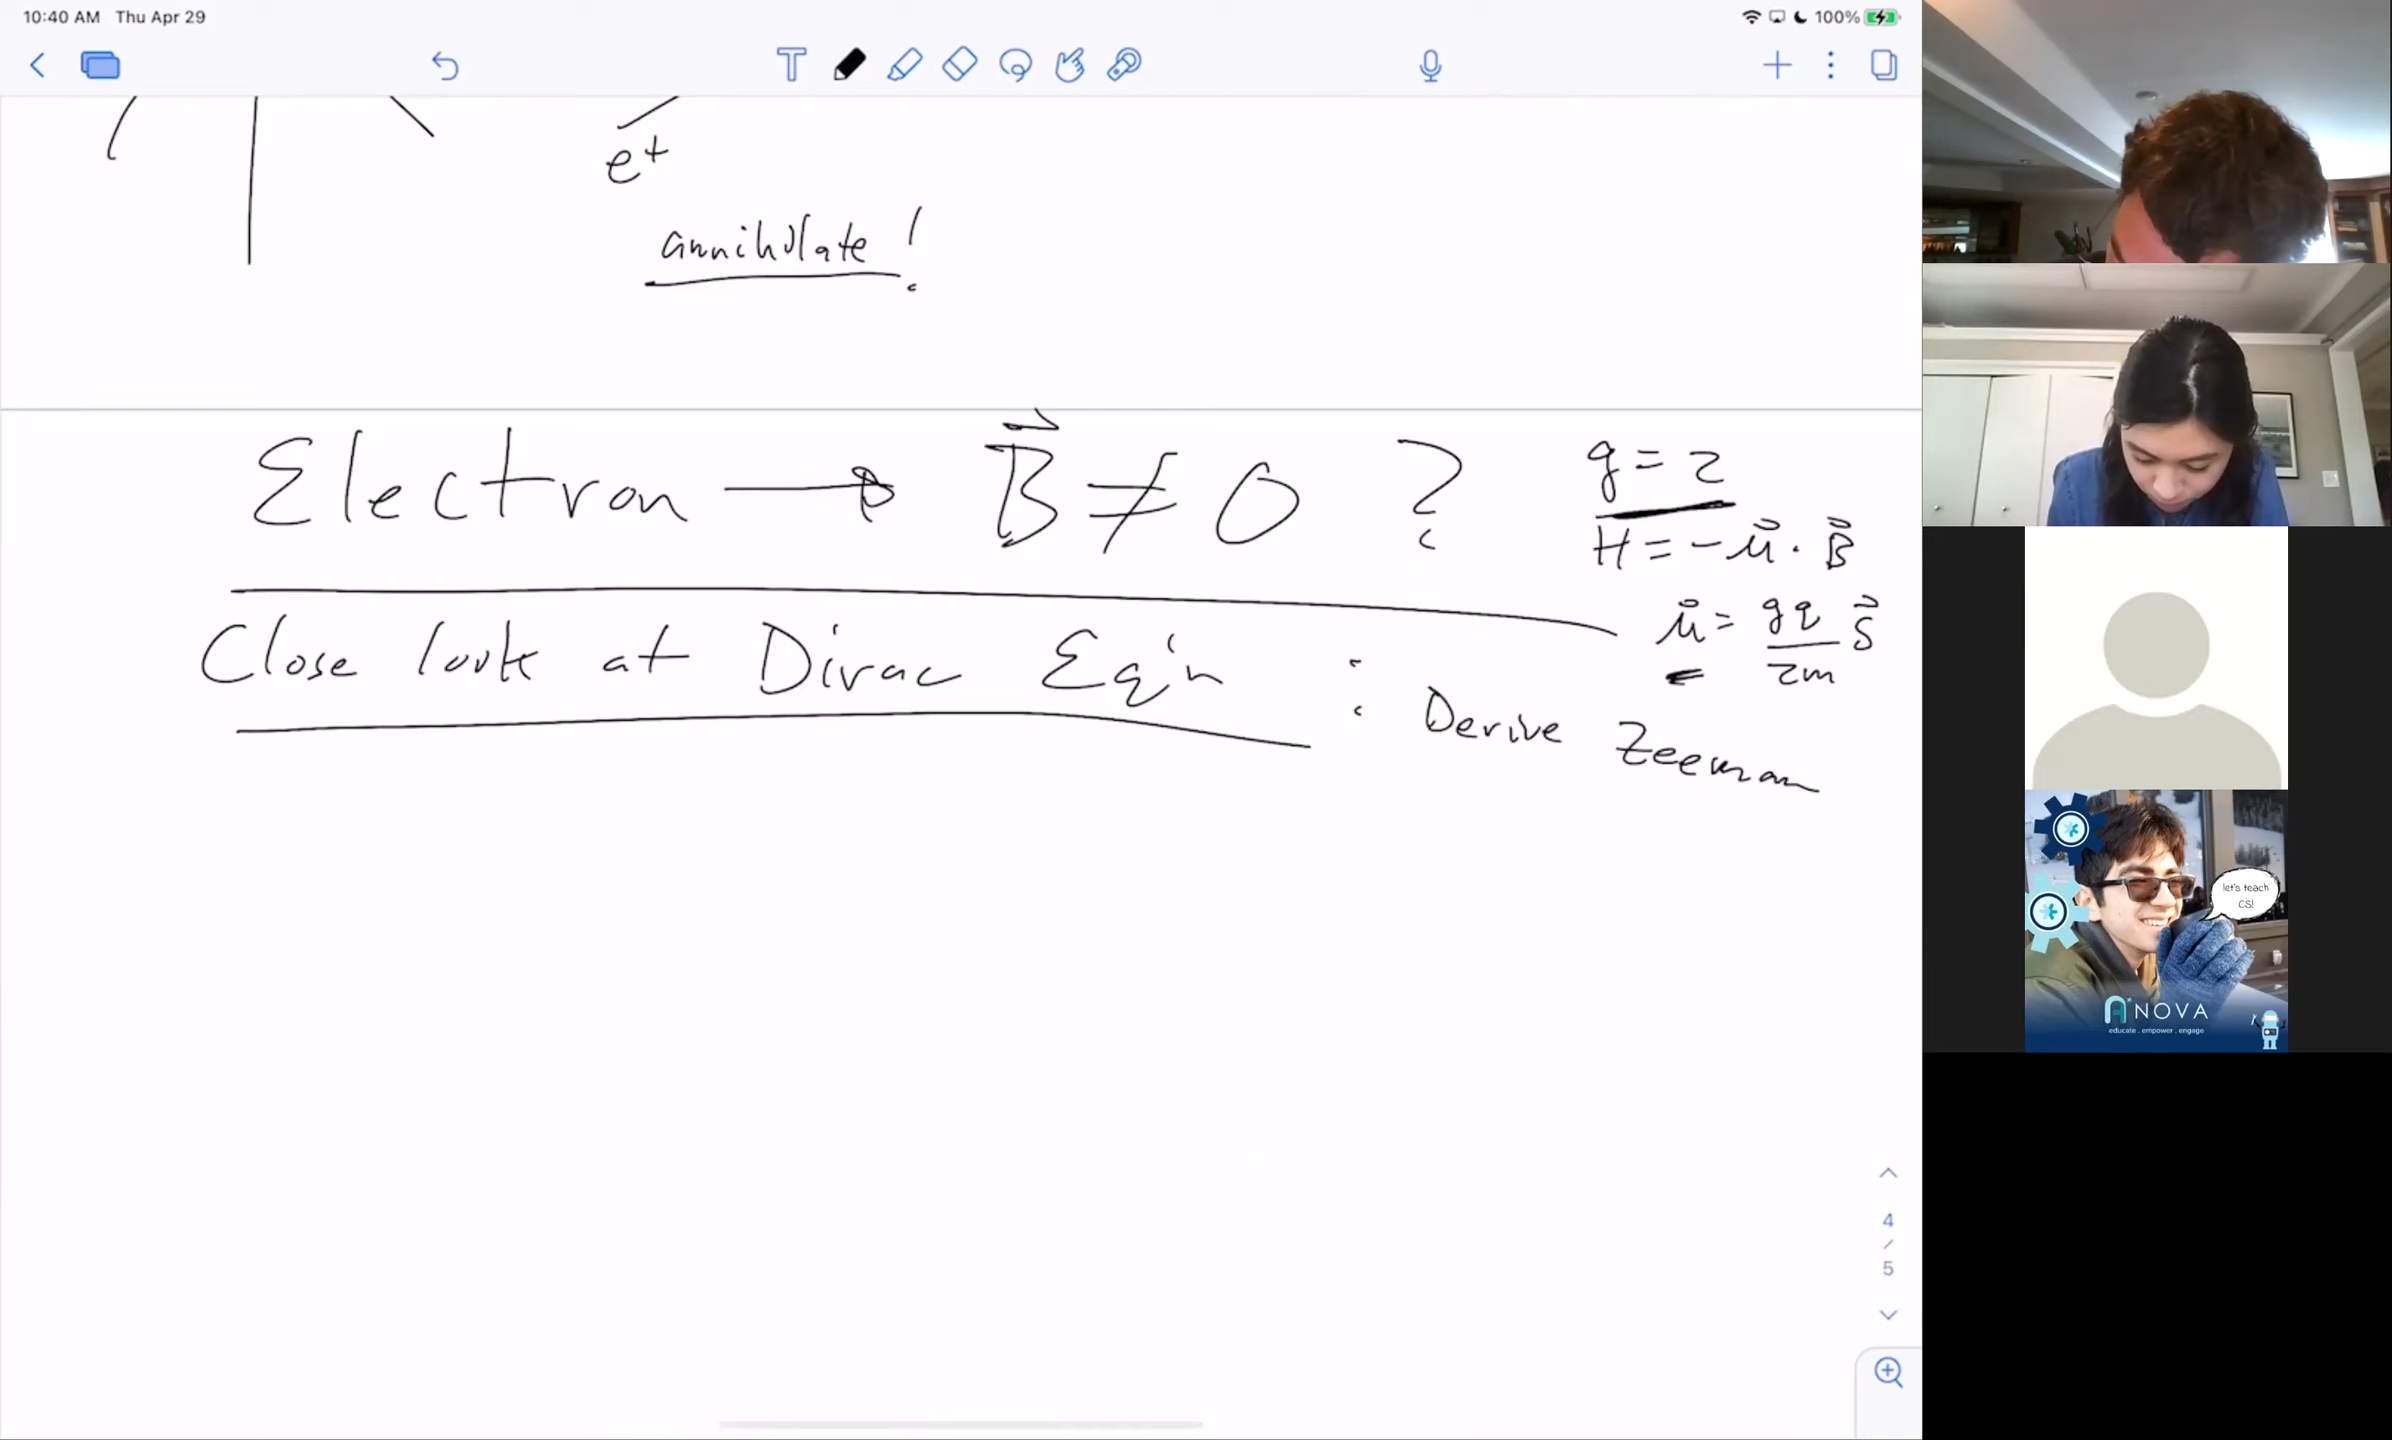 10:40 AM Thu Apr 29
100%
e+
annihilate!
Electron → B⃗ ≠ 0 ?
g = 2
H = -μ⃗ · B⃗
μ⃗ = gq/2m S⃗
Close look at Dirac Eq'n : Derive Zeeman
4
/
5
let's teach
CS!
NOVA
educate . empower . engage